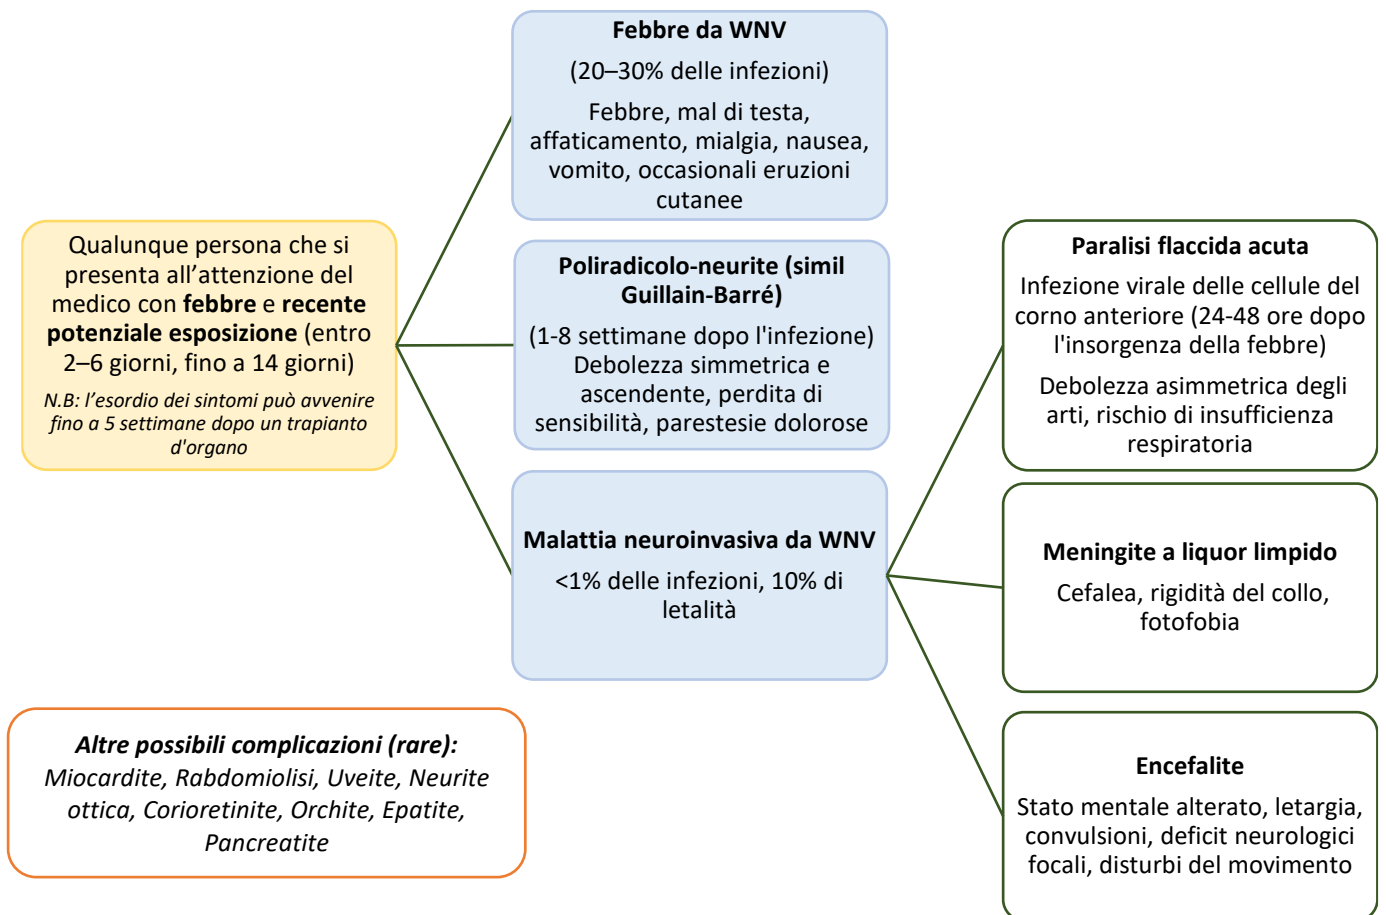 Febbre da WNV
(20–30% delle infezioni)
Febbre, mal di testa,
affaticamento, mialgia, nausea,
vomito, occasionali eruzioni
cutanee
Qualunque persona che si
presenta all’attenzione del
medico con febbre e recente
potenziale esposizione (entro
2–6 giorni, fino a 14 giorni)
N.B: l’esordio dei sintomi può avvenire
fino a 5 settimane dopo un trapianto
d'organo
Poliradicolo-neurite (simil
Guillain-Barré)
(1-8 settimane dopo l'infezione)
Debolezza simmetrica e
ascendente, perdita di
sensibilità, parestesie dolorose
Malattia neuroinvasiva da WNV
<1% delle infezioni, 10% di
letalità
Paralisi flaccida acuta
Infezione virale delle cellule del
corno anteriore (24-48 ore dopo
l'insorgenza della febbre)
Debolezza asimmetrica degli
arti, rischio di insufficienza
respiratoria
Meningite a liquor limpido
Cefalea, rigidità del collo,
fotofobia
Encefalite
Stato mentale alterato, letargia,
convulsioni, deficit neurologici
focali, disturbi del movimento
Altre possibili complicazioni (rare):
Miocardite, Rabdomiolisi, Uveite, Neurite
ottica, Corioretinite, Orchite, Epatite,
Pancreatite